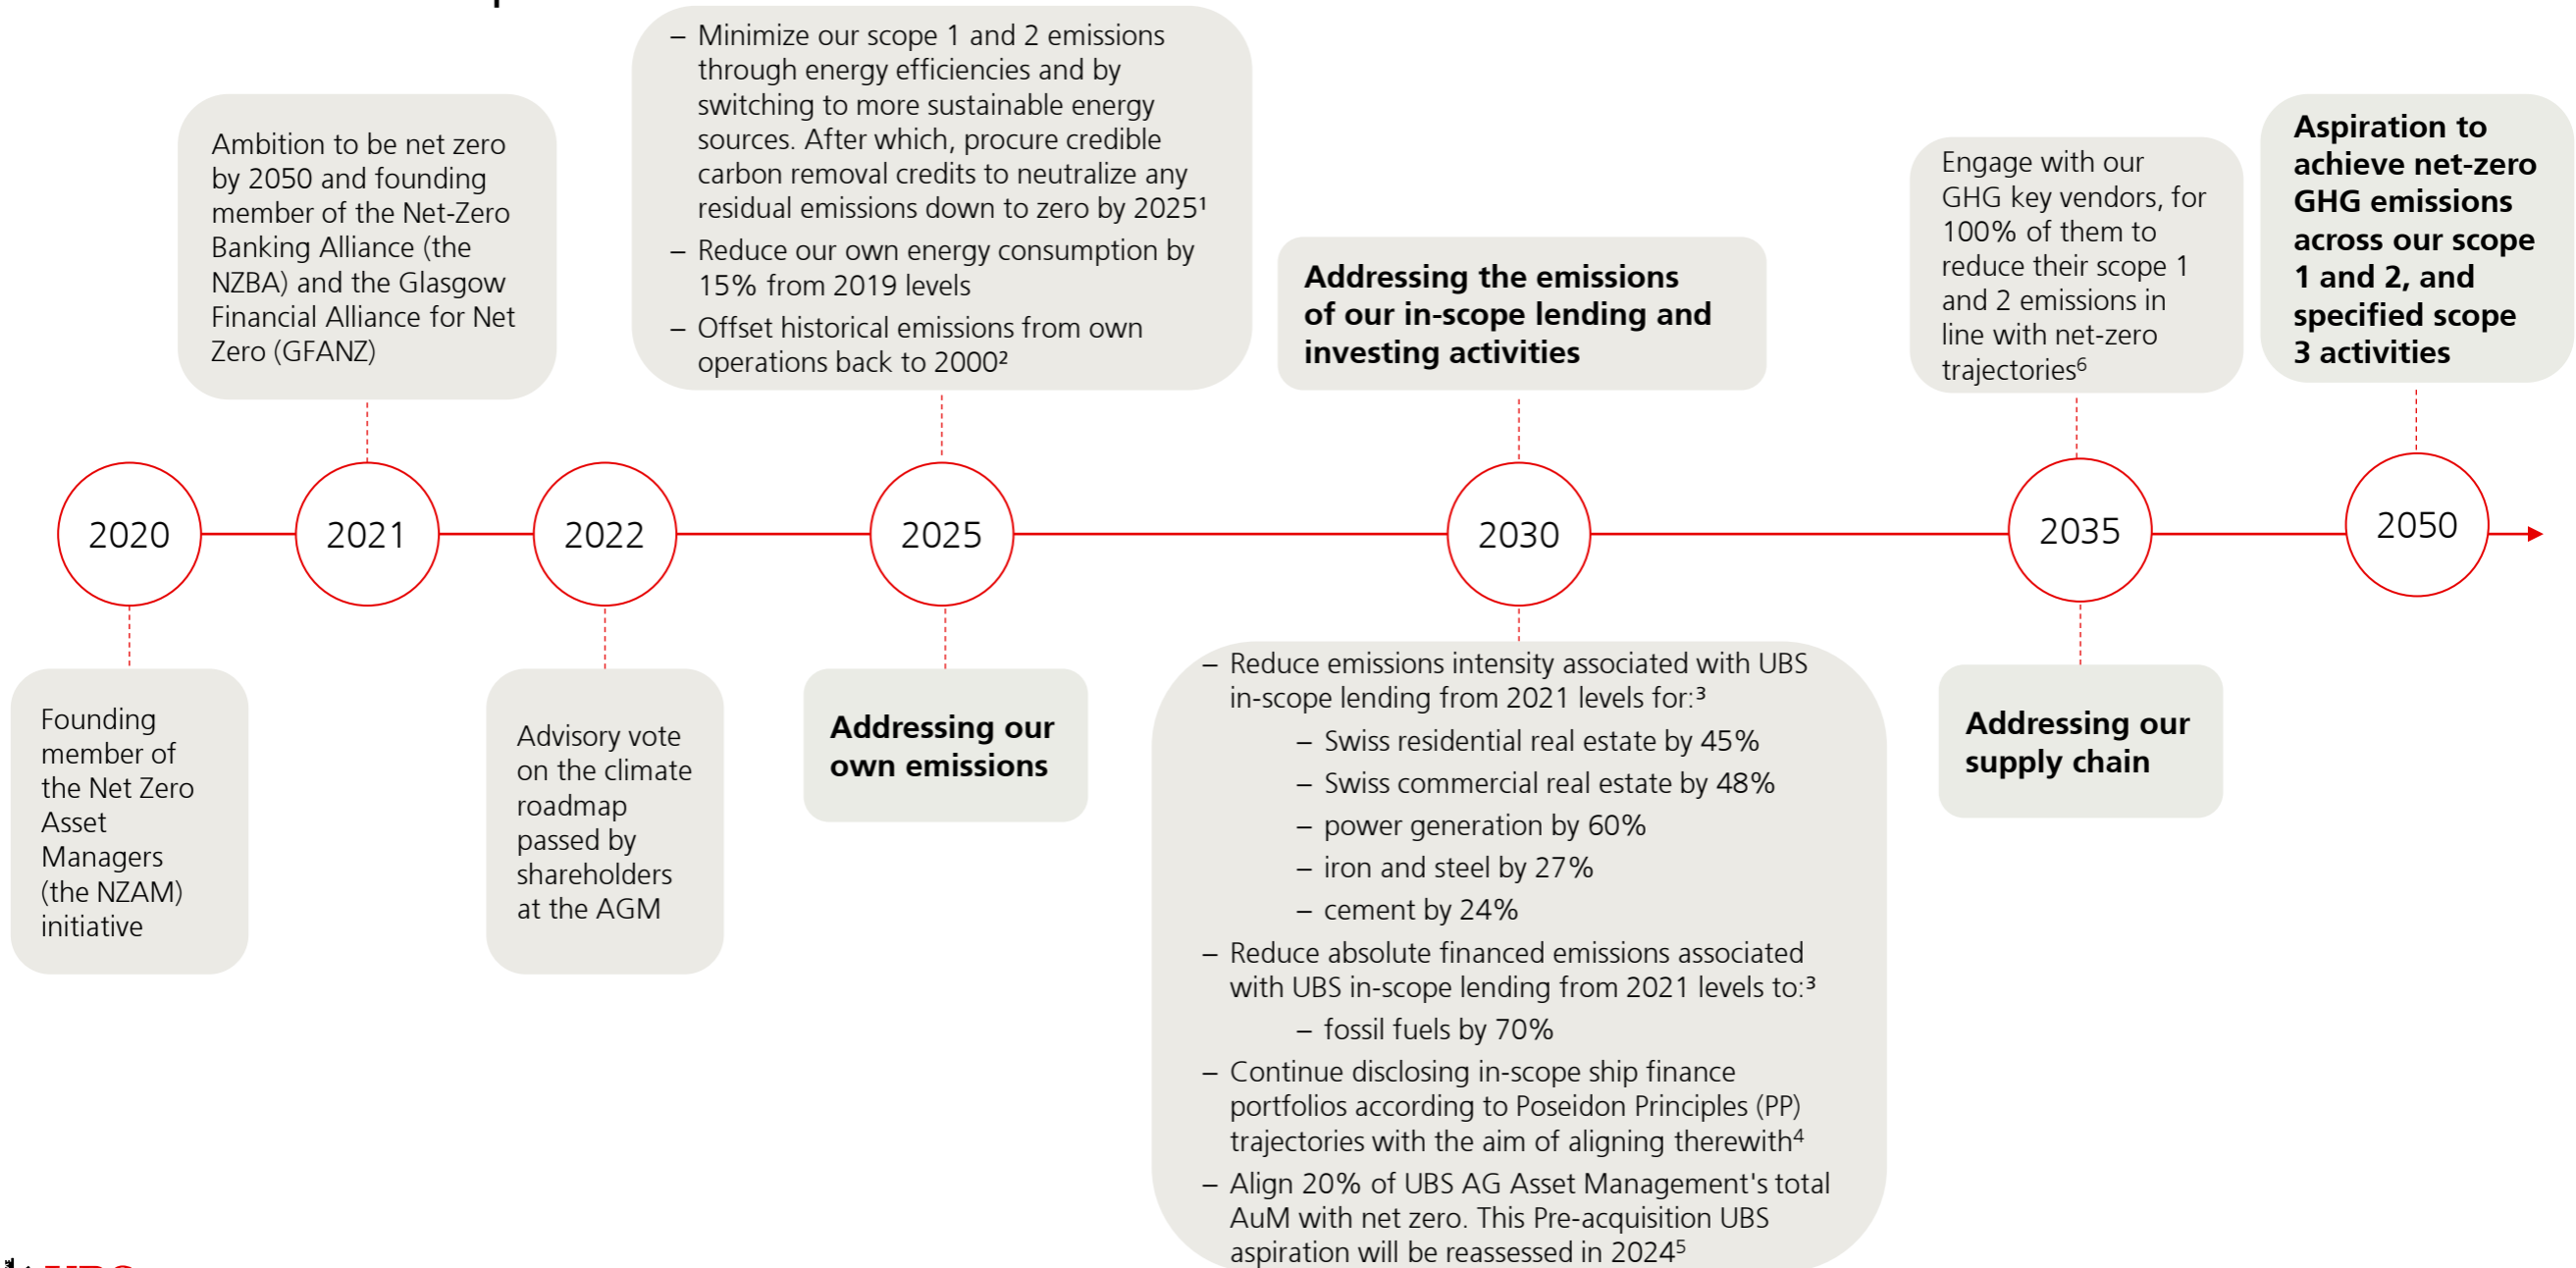 – Minimize our scope 1 and 2 emissions
through energy efficiencies and by
switching to more sustainable energy
sources. After which, procure credible
carbon removal credits to neutralize any
residual emissions down to zero by 2025¹
– Reduce our own energy consumption by
15% from 2019 levels
– Offset historical emissions from own
operations back to 2000²
Ambition to be net zero
by 2050 and founding
member of the Net-Zero
Banking Alliance (the
NZBA) and the Glasgow
Financial Alliance for Net
Zero (GFANZ)
Addressing the emissions
of our in-scope lending and
investing activities
Engage with our
GHG key vendors, for
100% of them to
reduce their scope 1
and 2 emissions in
line with net-zero
trajectories⁶
Aspiration to
achieve net-zero
GHG emissions
across our scope
1 and 2, and
specified scope
3 activities
2020
2021
2022
2025
2030
2035
2050
Founding
member of
the Net Zero
Asset
Managers
(the NZAM)
initiative
Advisory vote
on the climate
roadmap
passed by
shareholders
at the AGM
Addressing our
own emissions
– Reduce emissions intensity associated with UBS
in-scope lending from 2021 levels for:³
– Swiss residential real estate by 45%
– Swiss commercial real estate by 48%
– power generation by 60%
– iron and steel by 27%
– cement by 24%
– Reduce absolute financed emissions associated
with UBS in-scope lending from 2021 levels to:³
– fossil fuels by 70%
– Continue disclosing in-scope ship finance
portfolios according to Poseidon Principles (PP)
trajectories with the aim of aligning therewith⁴
– Align 20% of UBS AG Asset Management's total
AuM with net zero. This Pre-acquisition UBS
aspiration will be reassessed in 2024⁵
Addressing our
supply chain